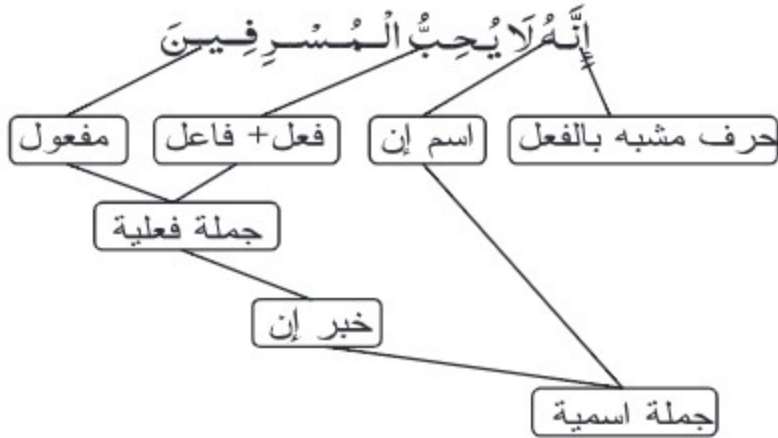 إِنَّهُ لَا يُحِبُّ الْمُسْرِفِينَ
حرف مشبه بالفعل
اسم إن
فعل+ فاعل
مفعول
جملة فعلية
خبر إن
جملة اسمية